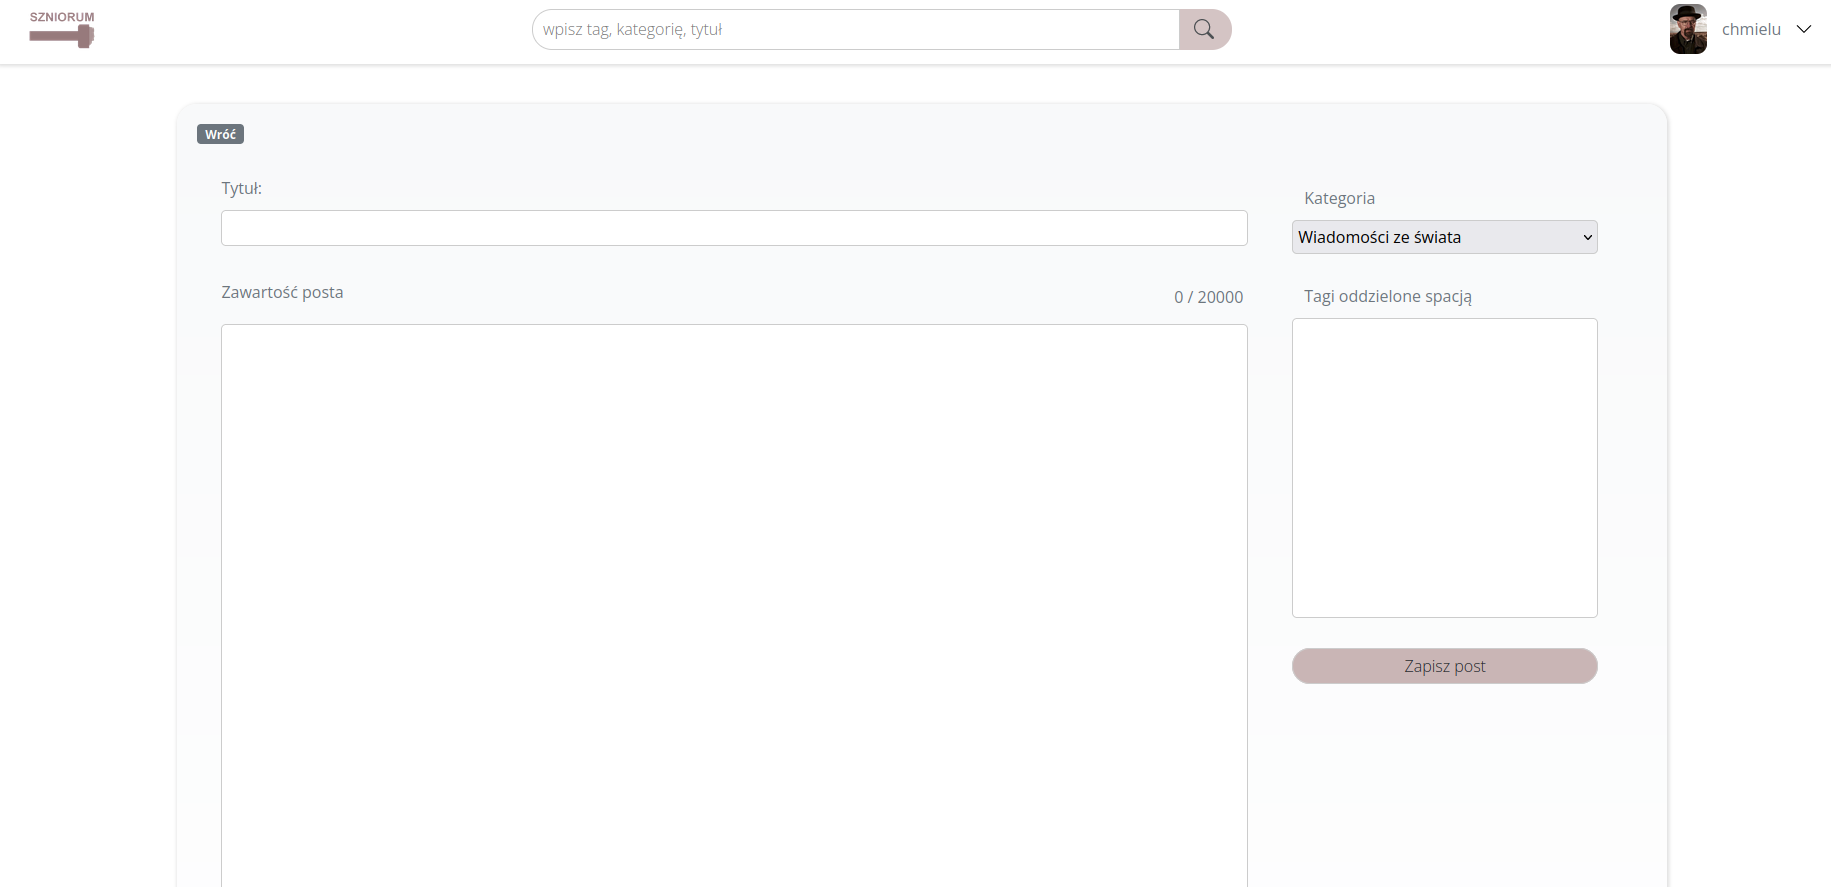 SZNIORUM
wpisz tag, kategorię, tytuł
chmielu
Wróć
Tytuł:
Kategoria
Wiadomości ze świata
Zawartość posta
0 / 20000
Tagi oddzielone spacją
Zapisz post